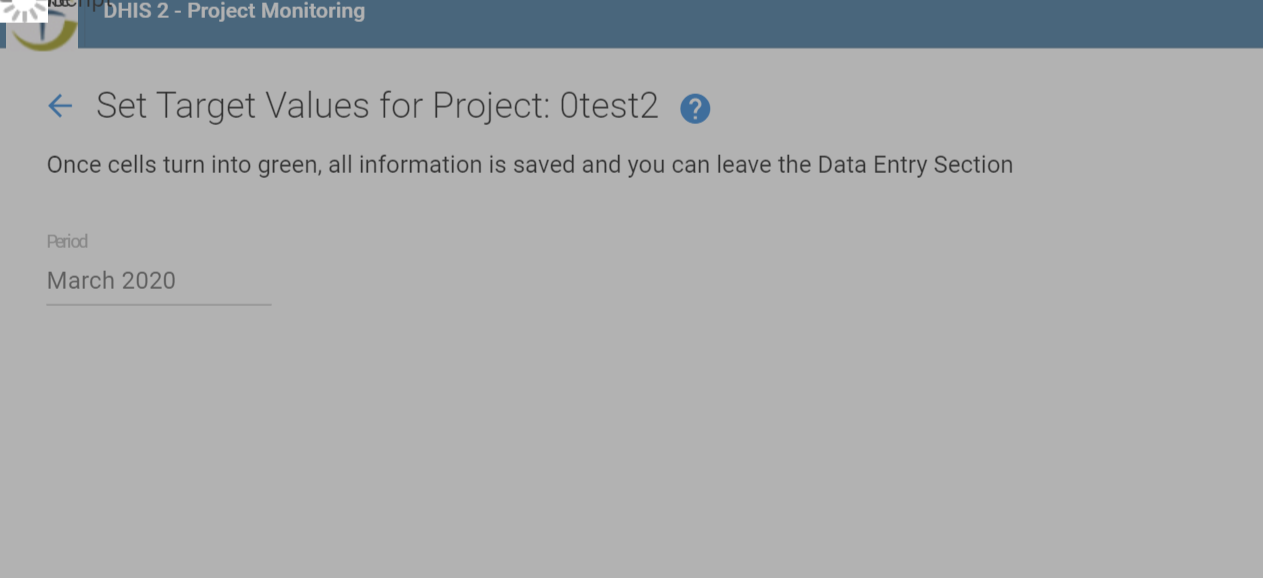 DHIS 2 - Project Monitoring
Set Target Values for Project: 0test2
Once cells turn into green, all information is saved and you can leave the Data Entry Section
Period
March 2020